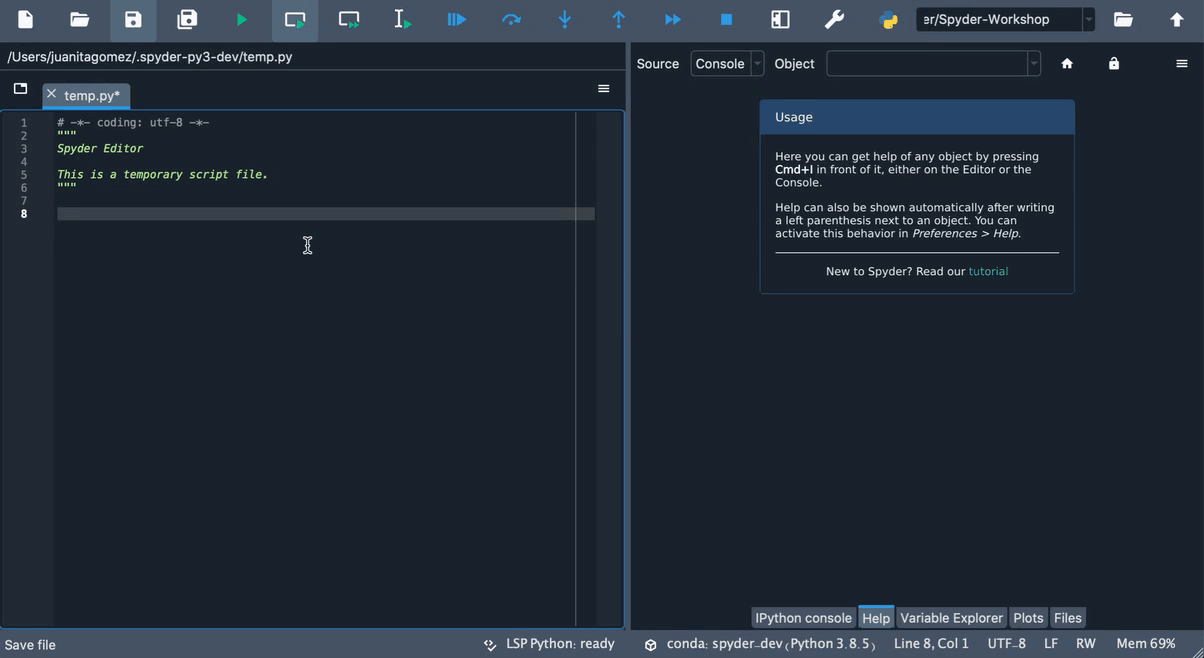 er/Spyder-Workshop
/Users/juanitagomez/.spyder-py3-dev/temp.py
Source Console Object
temp.py*
1 # -*- coding: utf-8 -*-
2 """
3 Spyder Editor
4
5 This is a temporary script file.
6 """
7
8
Usage
Here you can get help of any object by pressing
Cmd+I in front of it, either on the Editor or the
Console.
Help can also be shown automatically after writing
a left parenthesis next to an object. You can
activate this behavior in Preferences > Help.
New to Spyder? Read our tutorial
IPython console Help Variable Explorer Plots Files
Save file LSP Python: ready conda: spyder-dev (Python 3.8.5) Line 8, Col 1 UTF-8 LF RW Mem 69%